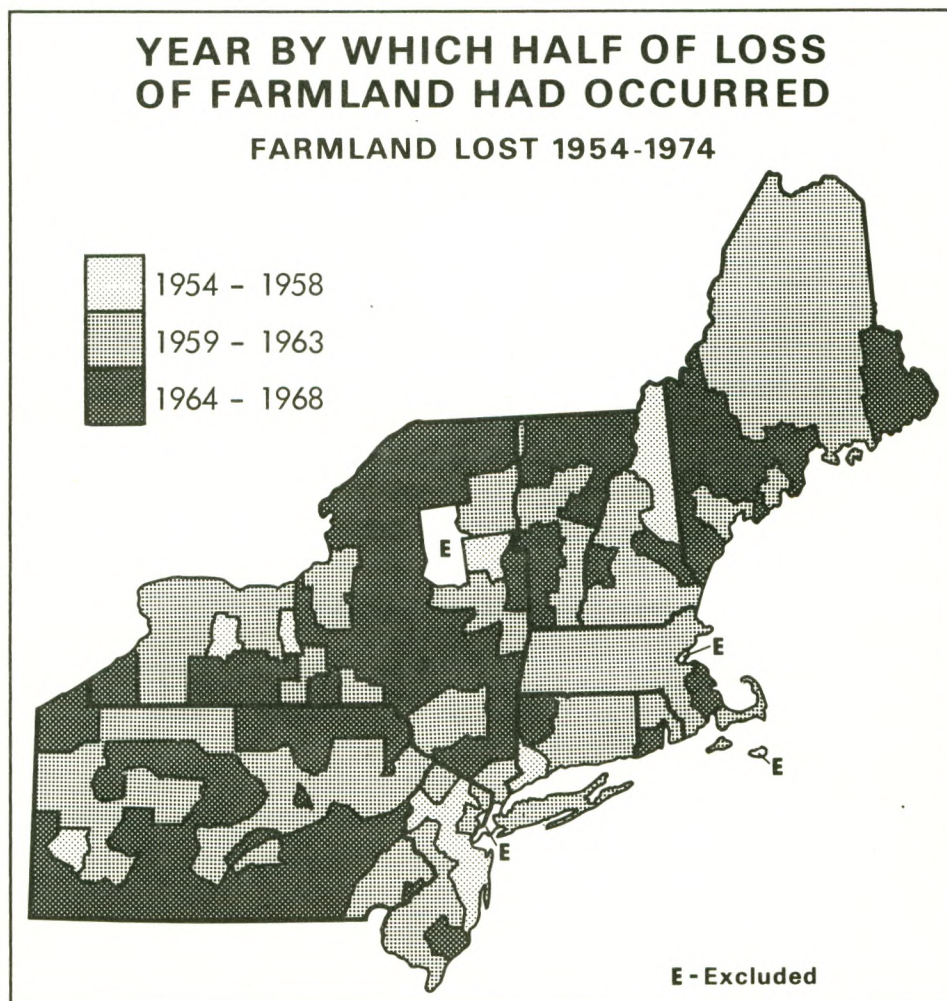 YEAR BY WHICH HALF OF LOSS
OF FARMLAND HAD OCCURRED
FARMLAND LOST 1954-1974
1954 - 1958
1959 - 1963
1964 - 1968
E
E
E
E
E-Excluded